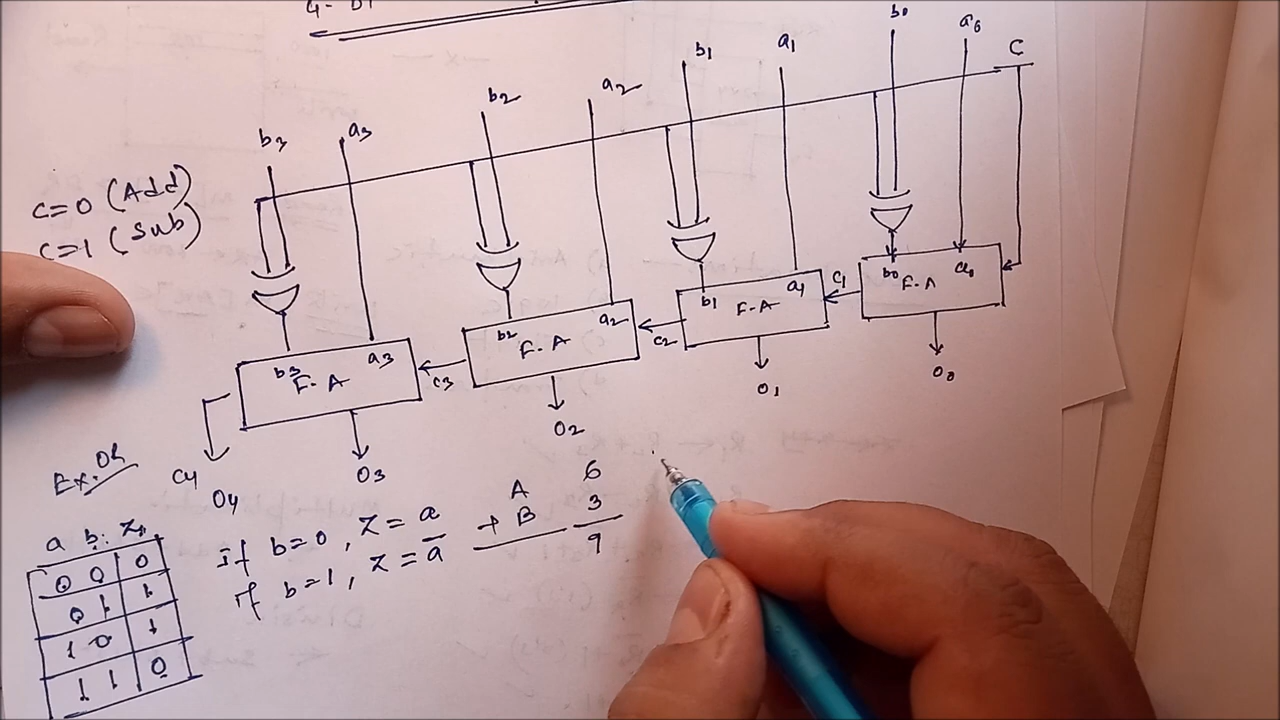 b0 a0 C
b1 a1
b2 a2
b3 a3
C=0 (Add)
C=1 (Sub)
b0 a0
F-A
C1
b1 a1
F-A
C2
b2 a2
F-A
C3
b3 a3
F-A
O0
O1
O2
O3
C4
O4
Ex:OR
a b: Z
0 0 0
0 1 1
1 0 1
1 1 0
If b=0, Z = a
If b=1, Z = a̅
A 6
+ B 3
9